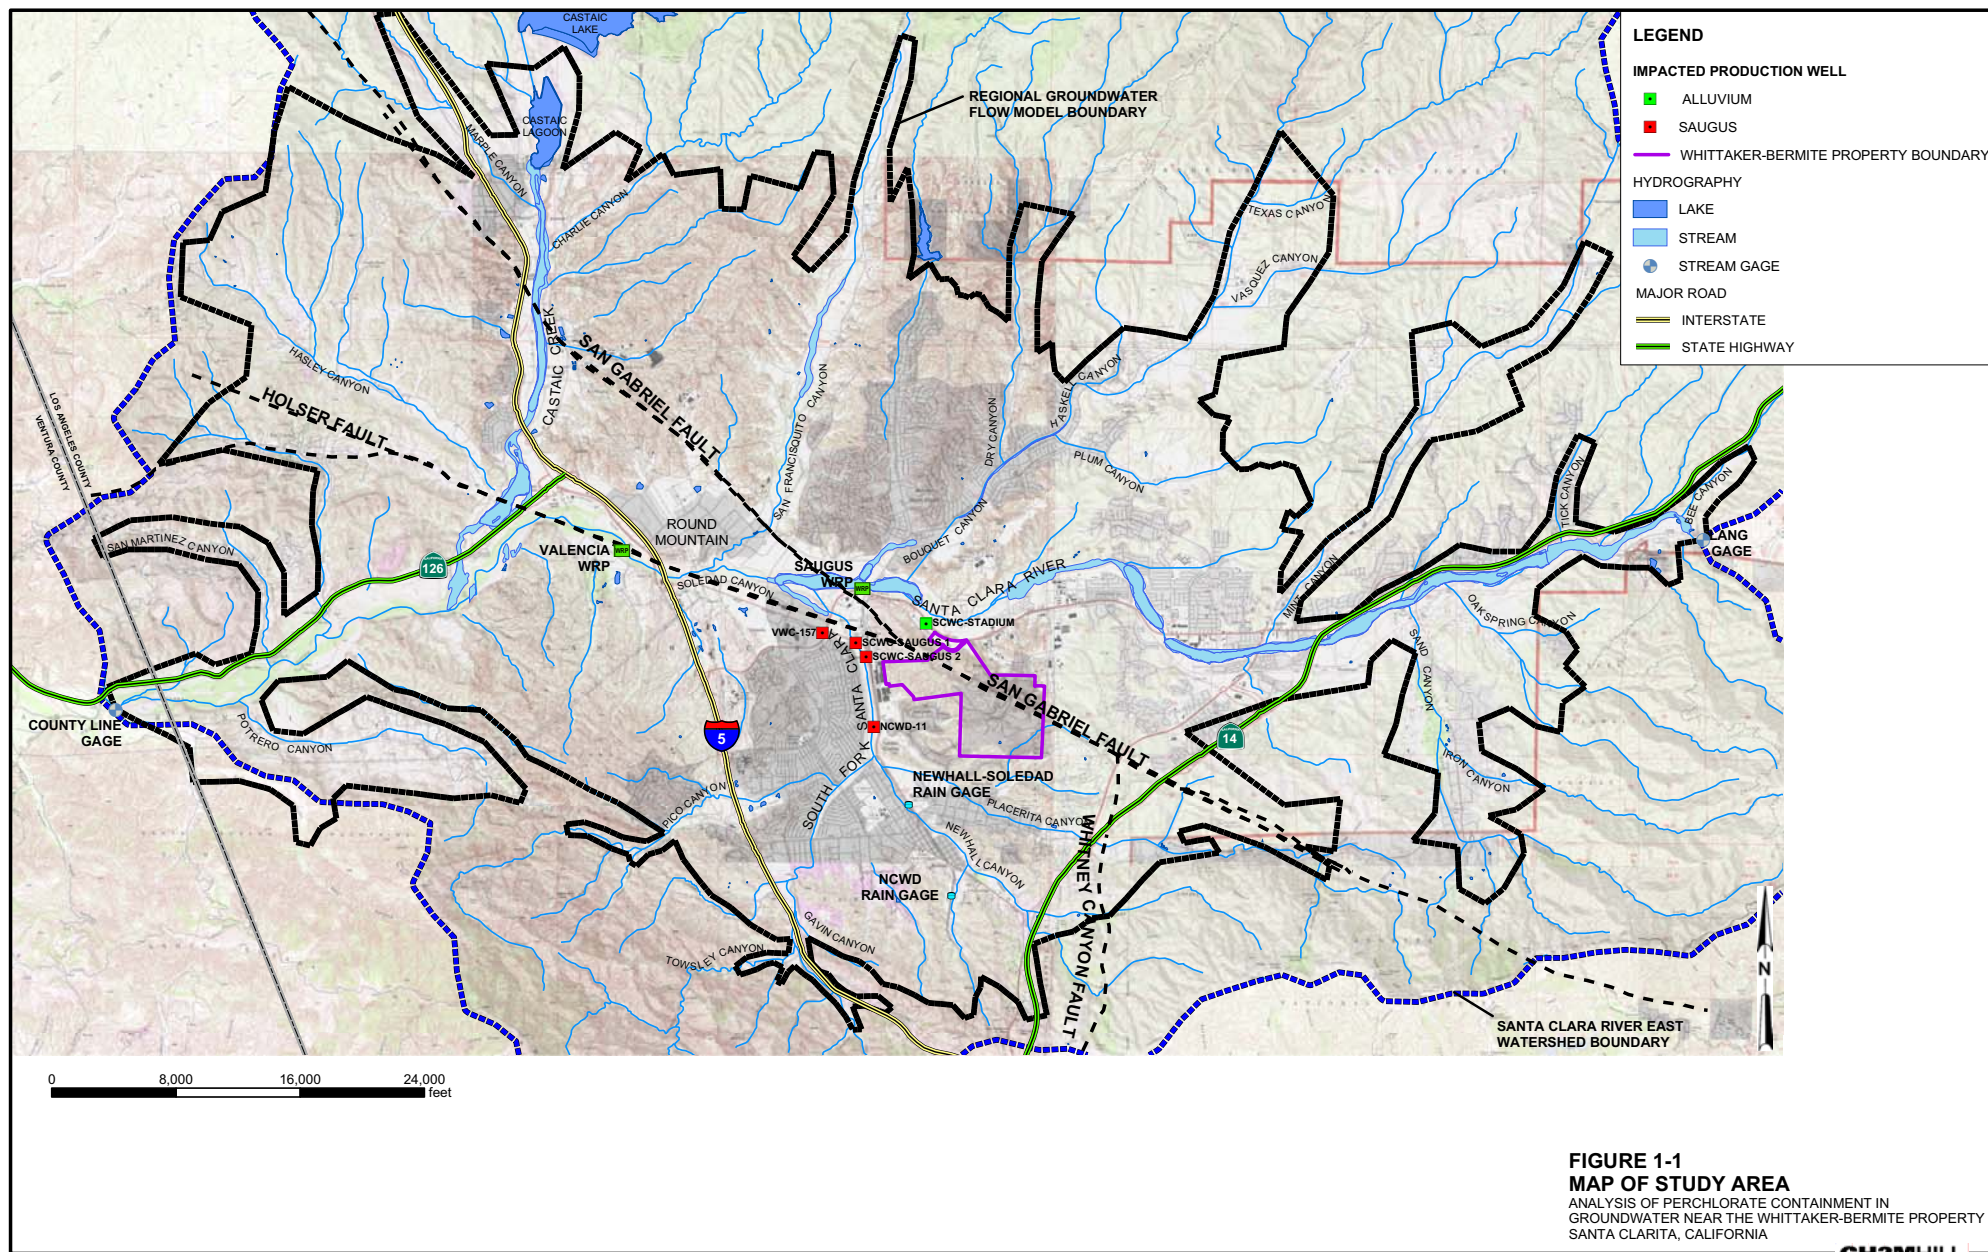 CASTAIC
LAKE
CASTAIC
LAGOON
MARPLE CANYON
CHARLIE CANYON
REGIONAL GROUNDWATER
FLOW MODEL BOUNDARY
TEXAS CANYON
VASQUEZ CANYON
LEGEND
IMPACTED PRODUCTION WELL
ALLUVIUM
SAUGUS
WHITTAKER-BERMITE PROPERTY BOUNDARY
HYDROGRAPHY
LAKE
STREAM
STREAM GAGE
MAJOR ROAD
INTERSTATE
STATE HIGHWAY
HASLEY CANYON
HOLSER FAULT
CASTAIC CREEK
SAN GABRIEL FAULT
SAN FRANCISQUITO CANYON
DRY CANYON
HASKELL CANYON
PLUM CANYON
BOUQUET CANYON
LOS ANGELES COUNTY
VENTURA COUNTY
SAN MARTINEZ CANYON
126
ROUND
MOUNTAIN
VALENCIA
WRP
WRP
SOLEDAD CANYON
SAUGUS
WRP
WRP
SANTA CLARA RIVER
MINT CANYON
TICK CANYON
BEE CANYON
LANG
GAGE
OAK SPRING CANYON
SAND CANYON
IRON CANYON
SCWC-STADIUM
VWC-157
SCWC-SAUGUS 1
SCWC-SAUGUS 2
NCWD-11
SOUTH FORK SANTA CLARA
SAN GABRIEL FAULT
5
14
COUNTY LINE
GAGE
POTRERO CANYON
PICO CANYON
NEWHALL-SOLEDAD
RAIN GAGE
PLACERITA CANYON
NEWHALL CANYON
WHITNEY CANYON FAULT
NCWD
RAIN GAGE
GAVIN CANYON
TOWSLEY CANYON
N
SANTA CLARA RIVER EAST
WATERSHED BOUNDARY
0 8,000 16,000 24,000
feet
FIGURE 1-1
MAP OF STUDY AREA
ANALYSIS OF PERCHLORATE CONTAINMENT IN
GROUNDWATER NEAR THE WHITTAKER-BERMITE PROPERTY
SANTA CLARITA, CALIFORNIA
CH2MHILL